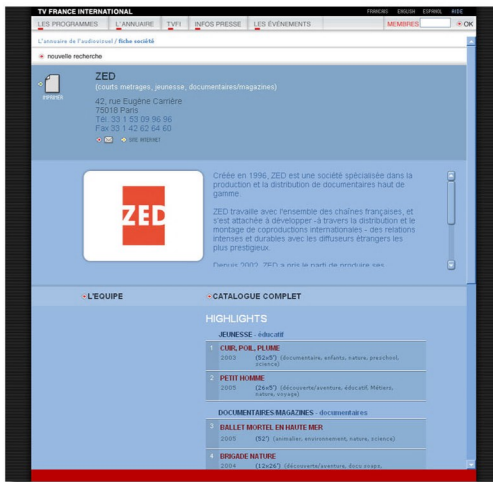 TV FRANCE INTERNATIONAL
FRANCAIS ENGLISH ESPAÑOL AIDE
LES PROGRAMMES L'ANNUAIRE TVFI INFOS PRESSE LES ÉVÉNEMENTS MEMBRES OK
L'annuaire de l'audiovisuel / fiche société
nouvelle recherche
IMPRIMER
ZED
(courts metrages, jeunesse, documentaires/magazines)
42, rue Eugène Carrière
75018 Paris
Tél. 33 1 53 09 96 96
Fax 33 1 42 62 64 60
SITE INTERNET
ZED
Créée en 1996, ZED est une société spécialisée dans la
production et la distribution de documentaires haut de
gamme.
ZED travaille avec l'ensemble des chaînes françaises, et
s'est attachée à développer -à travers la distribution et le
montage de coproductions internationales - des relations
intenses et durables avec les diffuseurs étrangers les
plus prestigieux.
Depuis 2002, ZED a pris le parti de produire ses
L'EQUIPE
CATALOGUE COMPLET
HIGHLIGHTS
JEUNESSE - éducatif
1 CUIR, POIL, PLUME
2003 (52x5') (documentaire, enfants, nature, preschool,
science)
2 PETIT HOMME
2005 (26x5') (découverte/aventure, éducatif, Métiers,
nature, voyage)
DOCUMENTAIRES/MAGAZINES - documentaires
3 BALLET MORTEL EN HAUTE MER
2005 (52') (animalier, environnement, nature, science)
4 BRIGADE NATURE
2004 (12x26') (découverte/aventure, docu soaps,